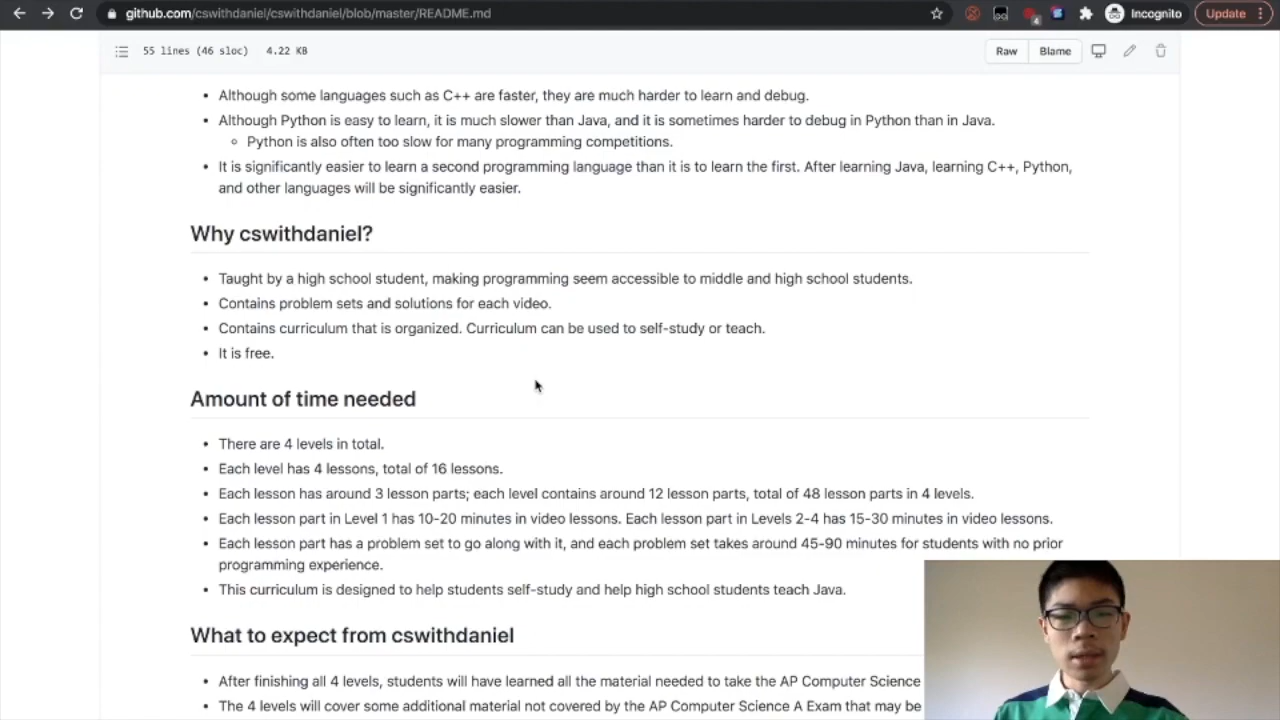 github.com/cswithdaniel/cswithdaniel/blob/master/README.md
4
Incognito
Update
55 lines (46 sloc) 4.22 KB
Raw
Blame
Although some languages such as C++ are faster, they are much harder to learn and debug.
Although Python is easy to learn, it is much slower than Java, and it is sometimes harder to debug in Python than in Java.
Python is also often too slow for many programming competitions.
It is significantly easier to learn a second programming language than it is to learn the first. After learning Java, learning C++, Python,
and other languages will be significantly easier.
Why cswithdaniel?
Taught by a high school student, making programming seem accessible to middle and high school students.
Contains problem sets and solutions for each video.
Contains curriculum that is organized. Curriculum can be used to self-study or teach.
It is free.
Amount of time needed
There are 4 levels in total.
Each level has 4 lessons, total of 16 lessons.
Each lesson has around 3 lesson parts; each level contains around 12 lesson parts, total of 48 lesson parts in 4 levels.
Each lesson part in Level 1 has 10-20 minutes in video lessons. Each lesson part in Levels 2-4 has 15-30 minutes in video lessons.
Each lesson part has a problem set to go along with it, and each problem set takes around 45-90 minutes for students with no prior
programming experience.
This curriculum is designed to help students self-study and help high school students teach Java.
What to expect from cswithdaniel
After finishing all 4 levels, students will have learned all the material needed to take the AP Computer Science
The 4 levels will cover some additional material not covered by the AP Computer Science A Exam that may be